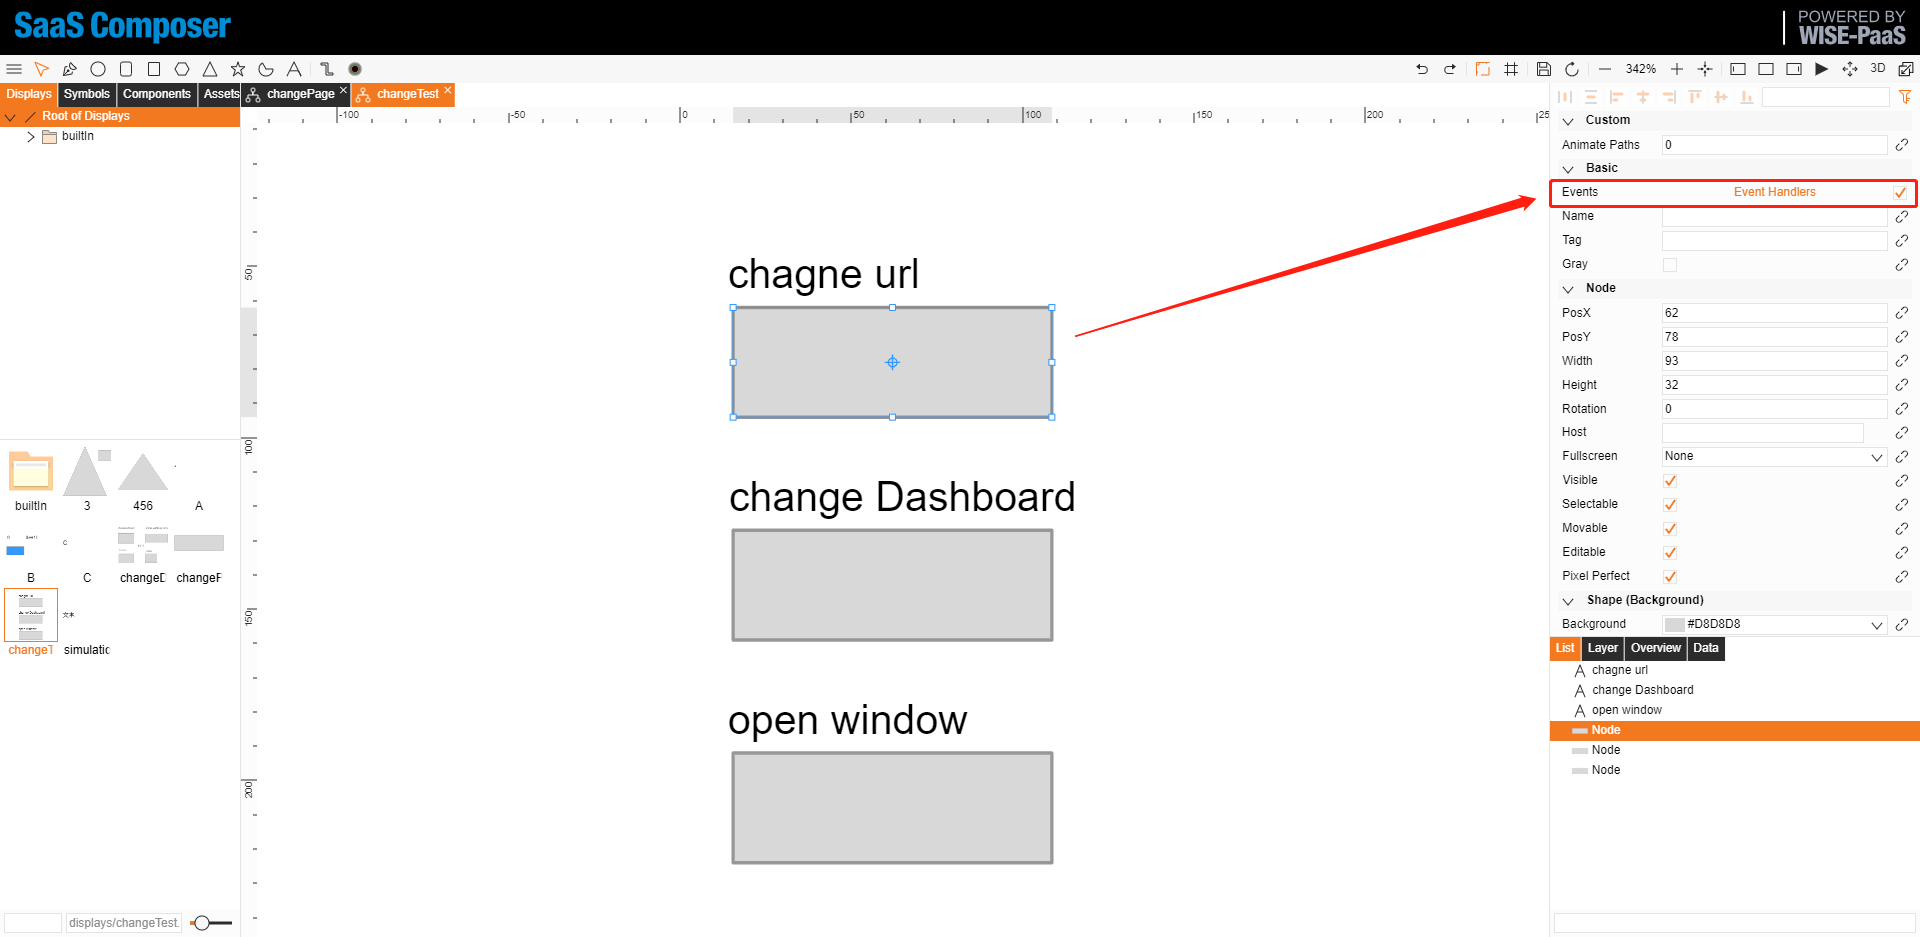 SaaS Composer
POWERED BY
WISE-PaaS
342%
3D
Displays
Symbols
Components
Assets
changePage
changeTest
Root of Displays
builtIn
-100
-50
0
50
100
150
200
25
50
100
150
200
chagne url
change Dashboard
open window
builtIn
3
456
A
B
C
changeD
changeF
changeT
文本
simulatic
displays/changeTest.
Custom
Animate Paths
0
Basic
Events
Event Handlers
Name
Tag
Gray
Node
PosX
62
PosY
78
Width
93
Height
32
Rotation
0
Host
Fullscreen
None
Visible
Selectable
Movable
Editable
Pixel Perfect
Shape (Background)
Background
#D8D8D8
List
Layer
Overview
Data
chagne url
change Dashboard
open window
Node
Node
Node